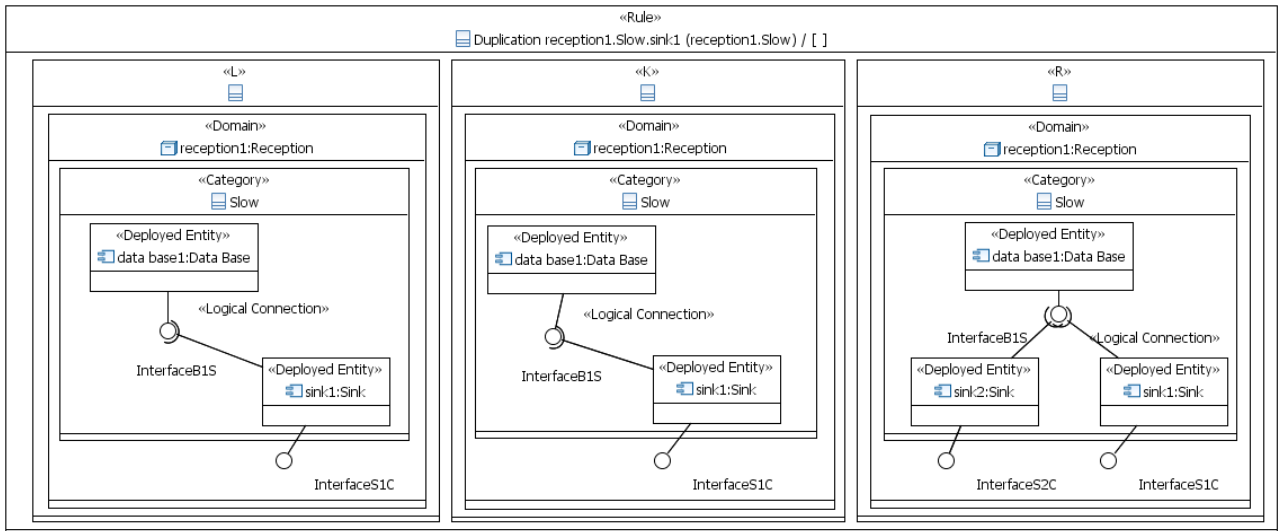 «Rule»
Duplication reception1.Slow.sink1 (reception1.Slow) / [ ]
«L»
«Domain»
reception1:Reception
«Category»
Slow
«Deployed Entity»
data base1:Data Base
«Logical Connection»
InterfaceB1S
«Deployed Entity»
sink1:Sink
InterfaceS1C
«K»
«Domain»
reception1:Reception
«Category»
Slow
«Deployed Entity»
data base1:Data Base
«Logical Connection»
InterfaceB1S
«Deployed Entity»
sink1:Sink
InterfaceS1C
«R»
«Domain»
reception1:Reception
«Category»
Slow
«Deployed Entity»
data base1:Data Base
InterfaceB1S
«Logical Connection»
«Deployed Entity»
sink2:Sink
«Deployed Entity»
sink1:Sink
InterfaceS2C
InterfaceS1C